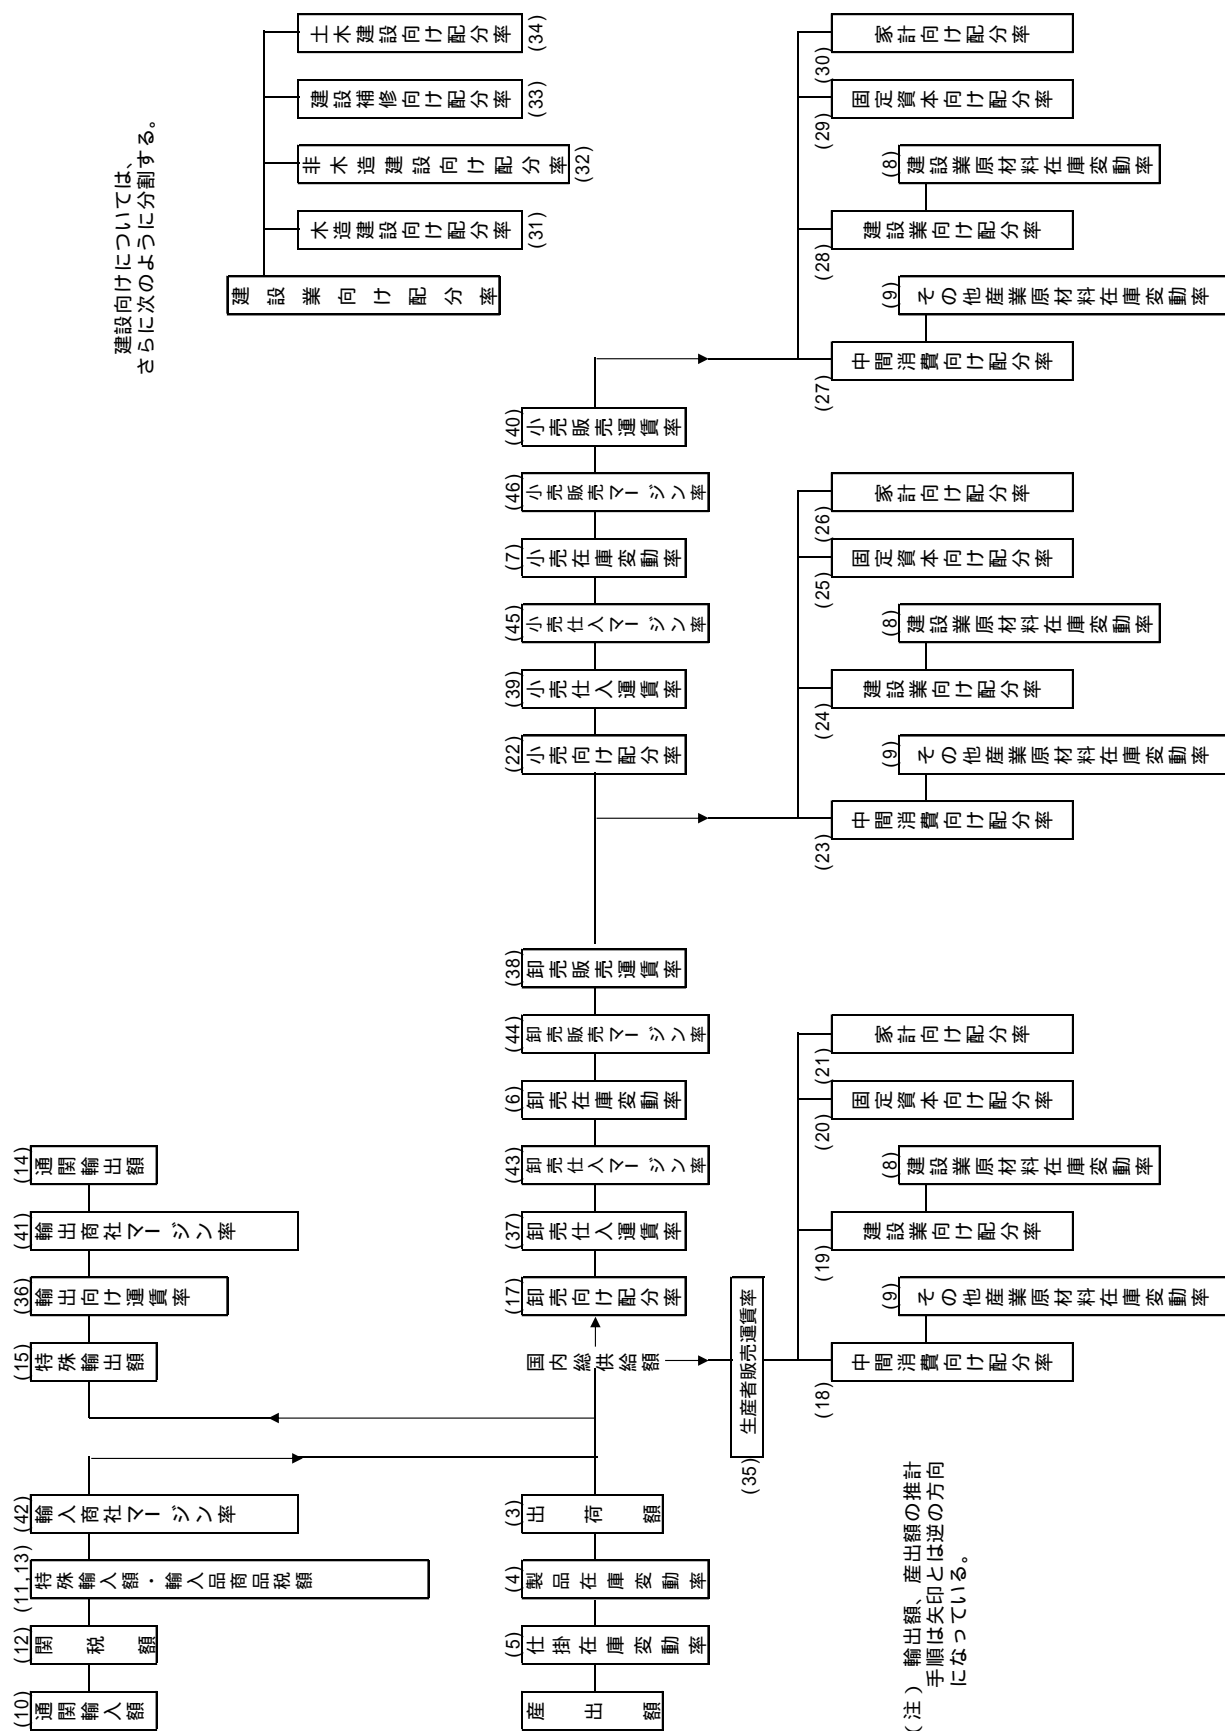 (10)
通関輸入額
(12)
関税額
(11,13)
特殊輸入額・輸入品商品税額
(42)
輸入商社マージン率
(15)
特殊輸出額
(36)
輸出向け運賃率
(41)
輸出商社マージン率
(14)
通関輸出額
産出額
(5)
仕掛在庫変動率
(4)
製品在庫変動率
(3)
出荷額
国内総供給額
(17)
卸売向け配分率
(37)
卸売仕入運賃率
(43)
卸売仕入マージン率
(6)
卸売在庫変動率
(44)
卸売販売マージン率
(38)
卸売販売運賃率
(22)
小売向け配分率
(39)
小売仕入運賃率
(45)
小売仕入マージン率
(7)
小売在庫変動率
(46)
小売販売マージン率
(40)
小売販売運賃率
(35)
生産者販売運賃率
(18)
中間消費向け配分率
(9)
その他産業原材料在庫変動率
(19)
建設業向け配分率
(8)
建設業原材料在庫変動率
(20)
固定資本向け配分率
(21)
家計向け配分率
(23)
中間消費向け配分率
(9)
その他産業原材料在庫変動率
(24)
建設業向け配分率
(8)
建設業原材料在庫変動率
(25)
固定資本向け配分率
(26)
家計向け配分率
(27)
中間消費向け配分率
(9)
その他産業原材料在庫変動率
(28)
建設業向け配分率
(8)
建設業原材料在庫変動率
(29)
固定資本向け配分率
(30)
家計向け配分率
建設向けについては、
さらに次のように分割する。
建設業向け配分率
木造建設向け配分率
(31)
非木造建設向け配分率
(32)
建設補修向け配分率
(33)
土木建設向け配分率
(34)
(注) 輸出額、産出額の推計
手順は矢印とは逆の方向
になっている。